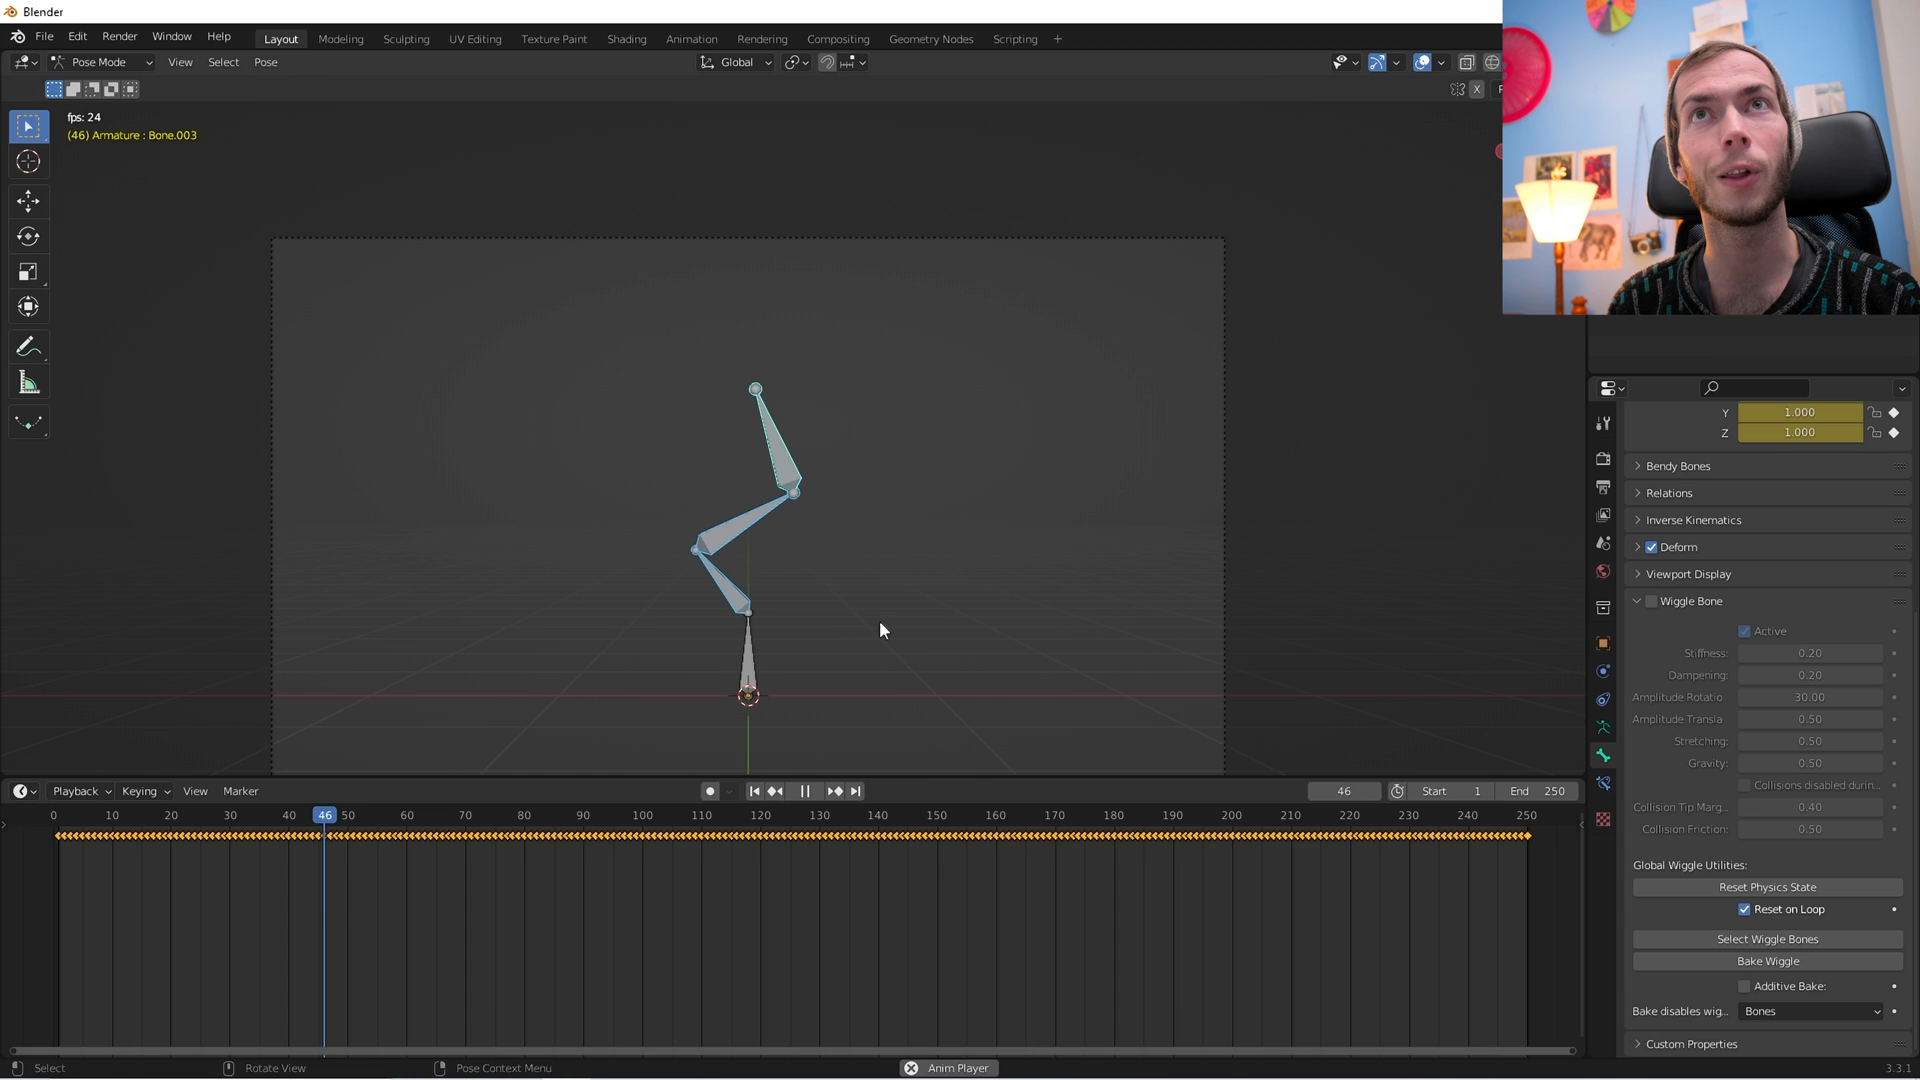 Blender
File Edit Render Window Help Layout Modeling Sculpting UV Editing Texture Paint Shading Animation Rendering Compositing Geometry Nodes Scripting +
Pose Mode View Select Pose Global
X
fps: 24
(46) Armature : Bone.003
Y 1.000
Z 1.000
Bendy Bones
Relations
Inverse Kinematics
Deform
Viewport Display
Wiggle Bone
Active
Stiffness: 0.20
Dampening: 0.20
Amplitude Rotatio 30.00
Amplitude Transla 0.50
Stretching: 0.50
Gravity: 0.50
Collisions disabled durin...
Collision Tip Marg... 0.40
Collision Friction: 0.50
Global Wiggle Utilities:
Reset Physics State
Reset on Loop
Select Wiggle Bones
Bake Wiggle
Additive Bake:
Bake disables wig... Bones
Custom Properties
Playback Keying View Marker 46 Start 1 End 250
0 10 20 30 40 46 50 60 70 80 90 100 110 120 130 140 150 160 170 180 190 200 210 220 230 240 250
Select Rotate View Pose Context Menu Anim Player 3.3.1